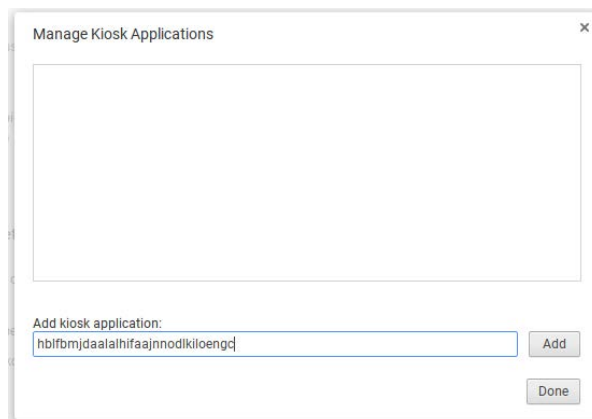 Manage Kiosk Applications
×
Add kiosk application:
hblfbmjdaalalhifaajnnodlkiloengc
Add
Done